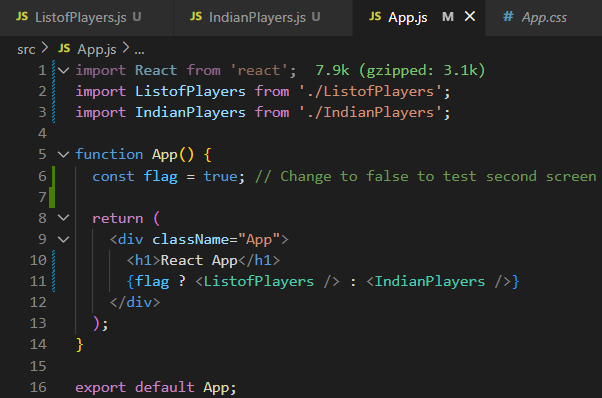 JS ListofPlayers.js U JS IndianPlayers.js U JS App.js M × # App.css
src > JS App.js > ...
1 import React from 'react'; 7.9k (gzipped: 3.1k)
2 import ListofPlayers from './ListofPlayers';
3 import IndianPlayers from './IndianPlayers';
4
5 function App() {
6 const flag = true; // Change to false to test second screen
7
8 return (
9 <div className="App">
10 <h1>React App</h1>
11 {flag ? <ListofPlayers /> : <IndianPlayers />}
12 </div>
13 );
14 }
15
16 export default App;